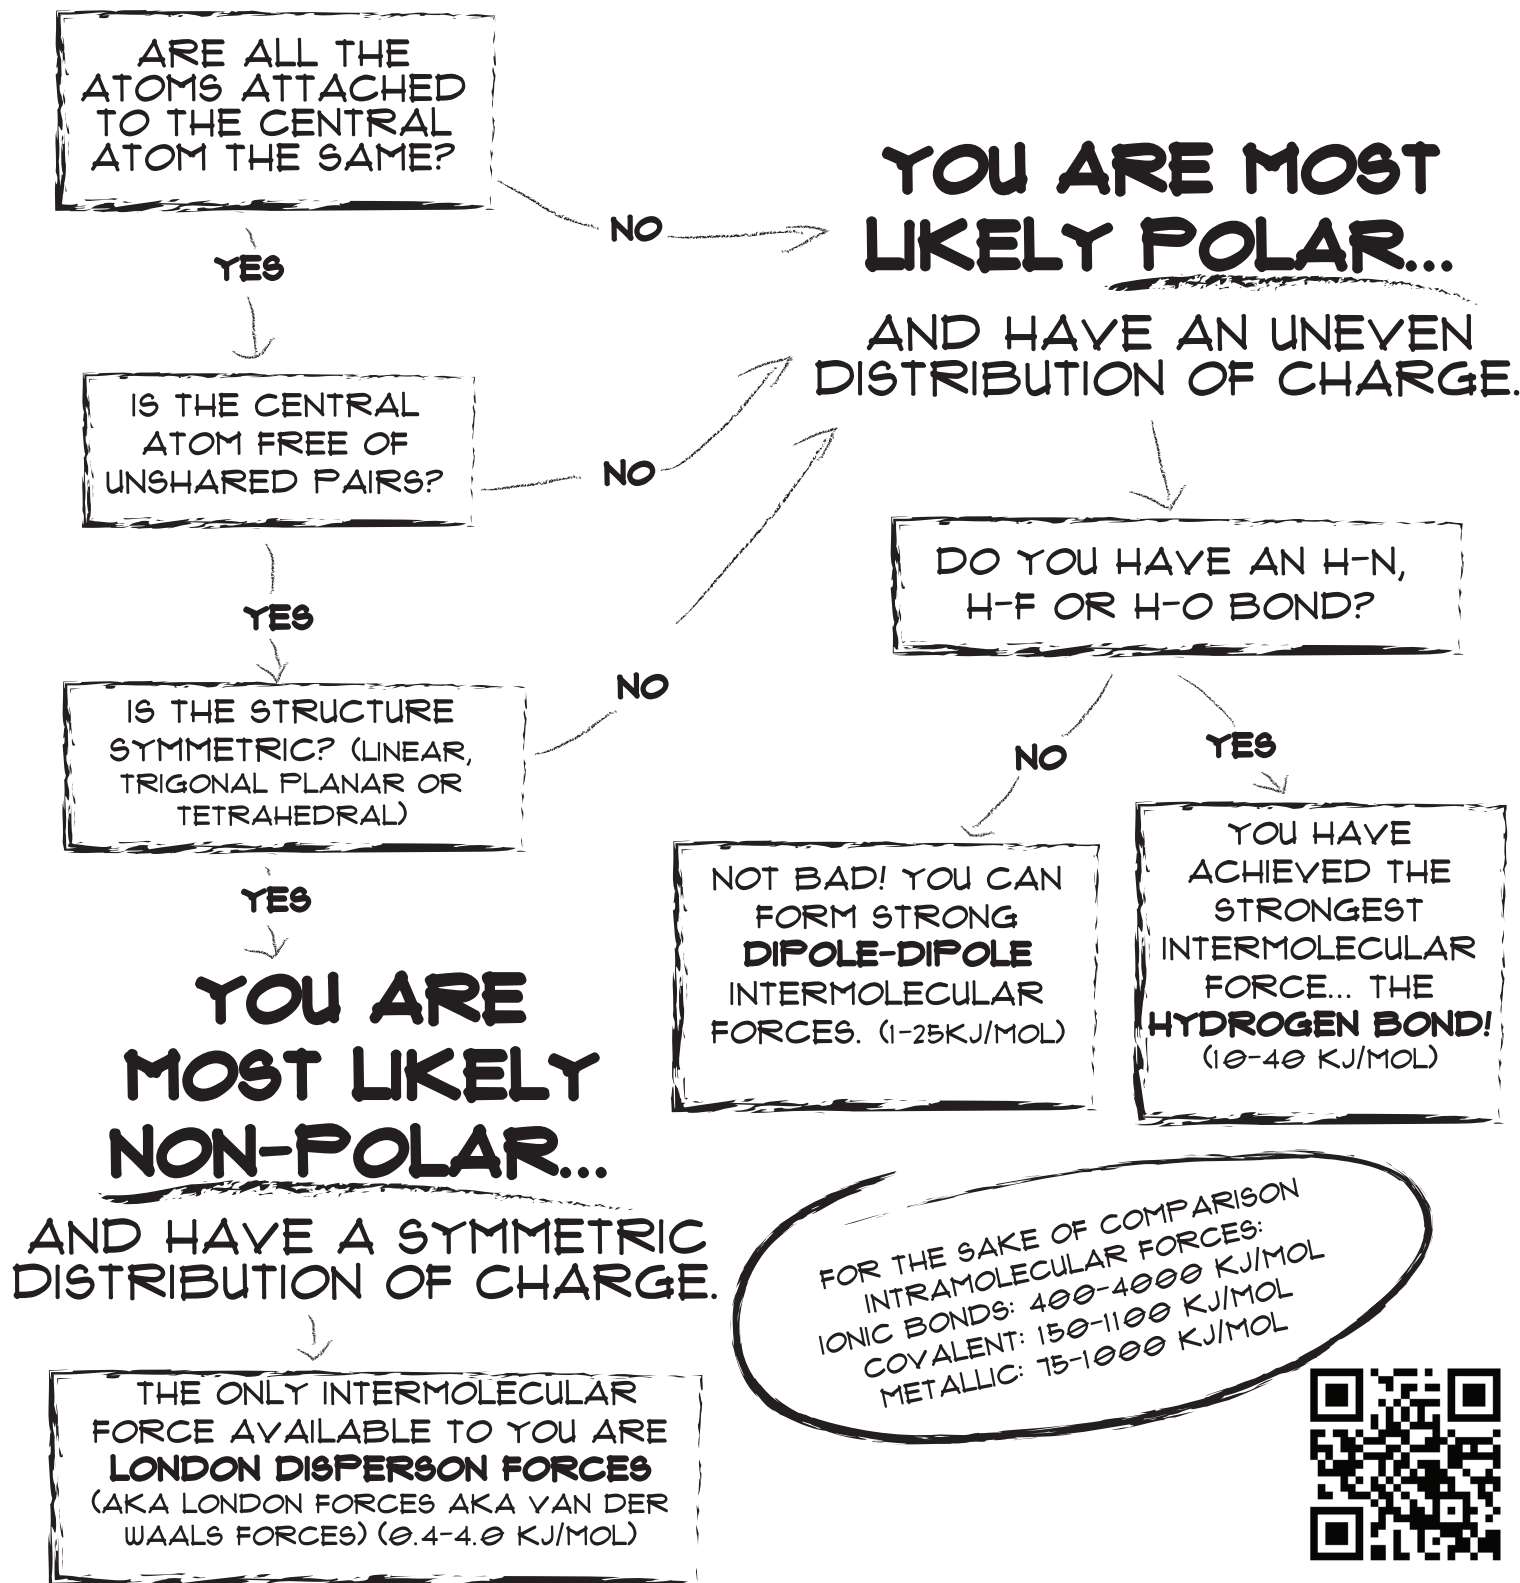 ARE ALL THE
ATOMS ATTACHED
TO THE CENTRAL
ATOM THE SAME?
NO
YES
YOU ARE MOST
LIKELY POLAR...
AND HAVE AN UNEVEN
DISTRIBUTION OF CHARGE.
IS THE CENTRAL
ATOM FREE OF
UNSHARED PAIRS?
NO
YES
DO YOU HAVE AN H-N,
H-F OR H-O BOND?
IS THE STRUCTURE
SYMMETRIC? (LINEAR,
TRIGONAL PLANAR OR
TETRAHEDRAL)
NO
YES
NO
YES
NOT BAD! YOU CAN
FORM STRONG
DIPOLE-DIPOLE
INTERMOLECULAR
FORCES. (1-25KJ/MOL)
YOU HAVE
ACHIEVED THE
STRONGEST
INTERMOLECULAR
FORCE... THE
HYDROGEN BOND!
(10-40 KJ/MOL)
YOU ARE
MOST LIKELY
NON-POLAR...
AND HAVE A SYMMETRIC
DISTRIBUTION OF CHARGE.
THE ONLY INTERMOLECULAR
FORCE AVAILABLE TO YOU ARE
LONDON DISPERSON FORCES
(AKA LONDON FORCES AKA VAN DER
WAALS FORCES) (0.4-4.0 KJ/MOL)
FOR THE SAKE OF COMPARISON
INTRAMOLECULAR FORCES:
IONIC BONDS: 400-4000 KJ/MOL
COVALENT: 150-1100 KJ/MOL
METALLIC: 75-1000 KJ/MOL